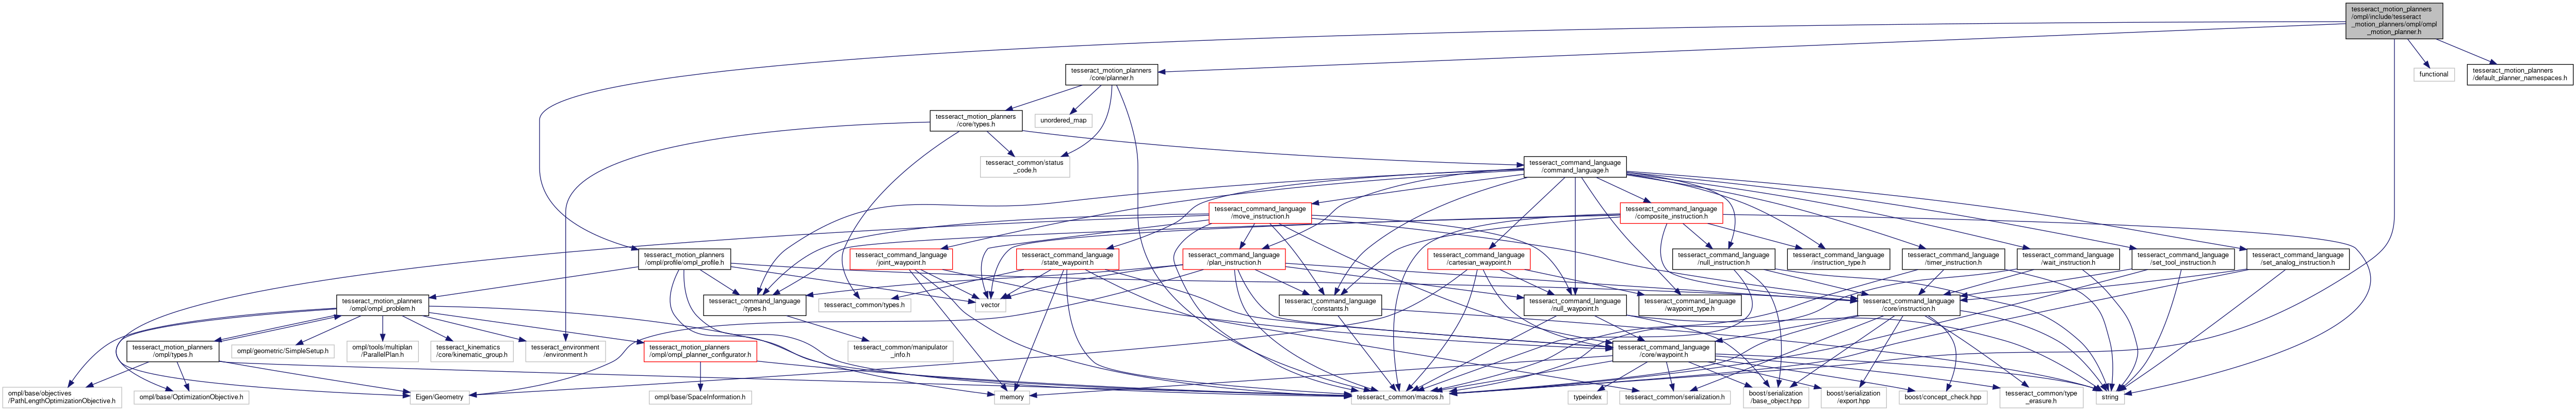 tesseract_motion_planners
/ompl/include/tesseract
_motion_planners/ompl/ompl
_motion_planner.h
tesseract_motion_planners
/core/planner.h
functional
tesseract_motion_planners
/default_planner_namespaces.h
tesseract_motion_planners
/core/types.h
unordered_map
tesseract_common/status
_code.h
tesseract_command_language
/command_language.h
tesseract_command_language
/move_instruction.h
tesseract_command_language
/composite_instruction.h
tesseract_motion_planners
/ompl/profile/ompl_profile.h
tesseract_command_language
/joint_waypoint.h
tesseract_command_language
/state_waypoint.h
tesseract_command_language
/plan_instruction.h
tesseract_command_language
/cartesian_waypoint.h
tesseract_command_language
/null_instruction.h
tesseract_command_language
/instruction_type.h
tesseract_command_language
/timer_instruction.h
tesseract_command_language
/wait_instruction.h
tesseract_command_language
/set_tool_instruction.h
tesseract_command_language
/set_analog_instruction.h
tesseract_motion_planners
/ompl/ompl_problem.h
tesseract_command_language
/types.h
tesseract_common/types.h
vector
tesseract_command_language
/constants.h
tesseract_command_language
/null_waypoint.h
tesseract_command_language
/waypoint_type.h
tesseract_command_language
/core/instruction.h
tesseract_motion_planners
/ompl/types.h
ompl/geometric/SimpleSetup.h
ompl/tools/multiplan
/ParallelPlan.h
tesseract_kinematics
/core/kinematic_group.h
tesseract_environment
/environment.h
tesseract_motion_planners
/ompl/ompl_planner_configurator.h
tesseract_common/manipulator
_info.h
tesseract_command_language
/core/waypoint.h
ompl/base/objectives
/PathLengthOptimizationObjective.h
ompl/base/OptimizationObjective.h
Eigen/Geometry
ompl/base/SpaceInformation.h
memory
tesseract_common/macros.h
typeindex
tesseract_common/serialization.h
boost/serialization
/base_object.hpp
boost/serialization
/export.hpp
boost/concept_check.hpp
tesseract_common/type
_erasure.h
string